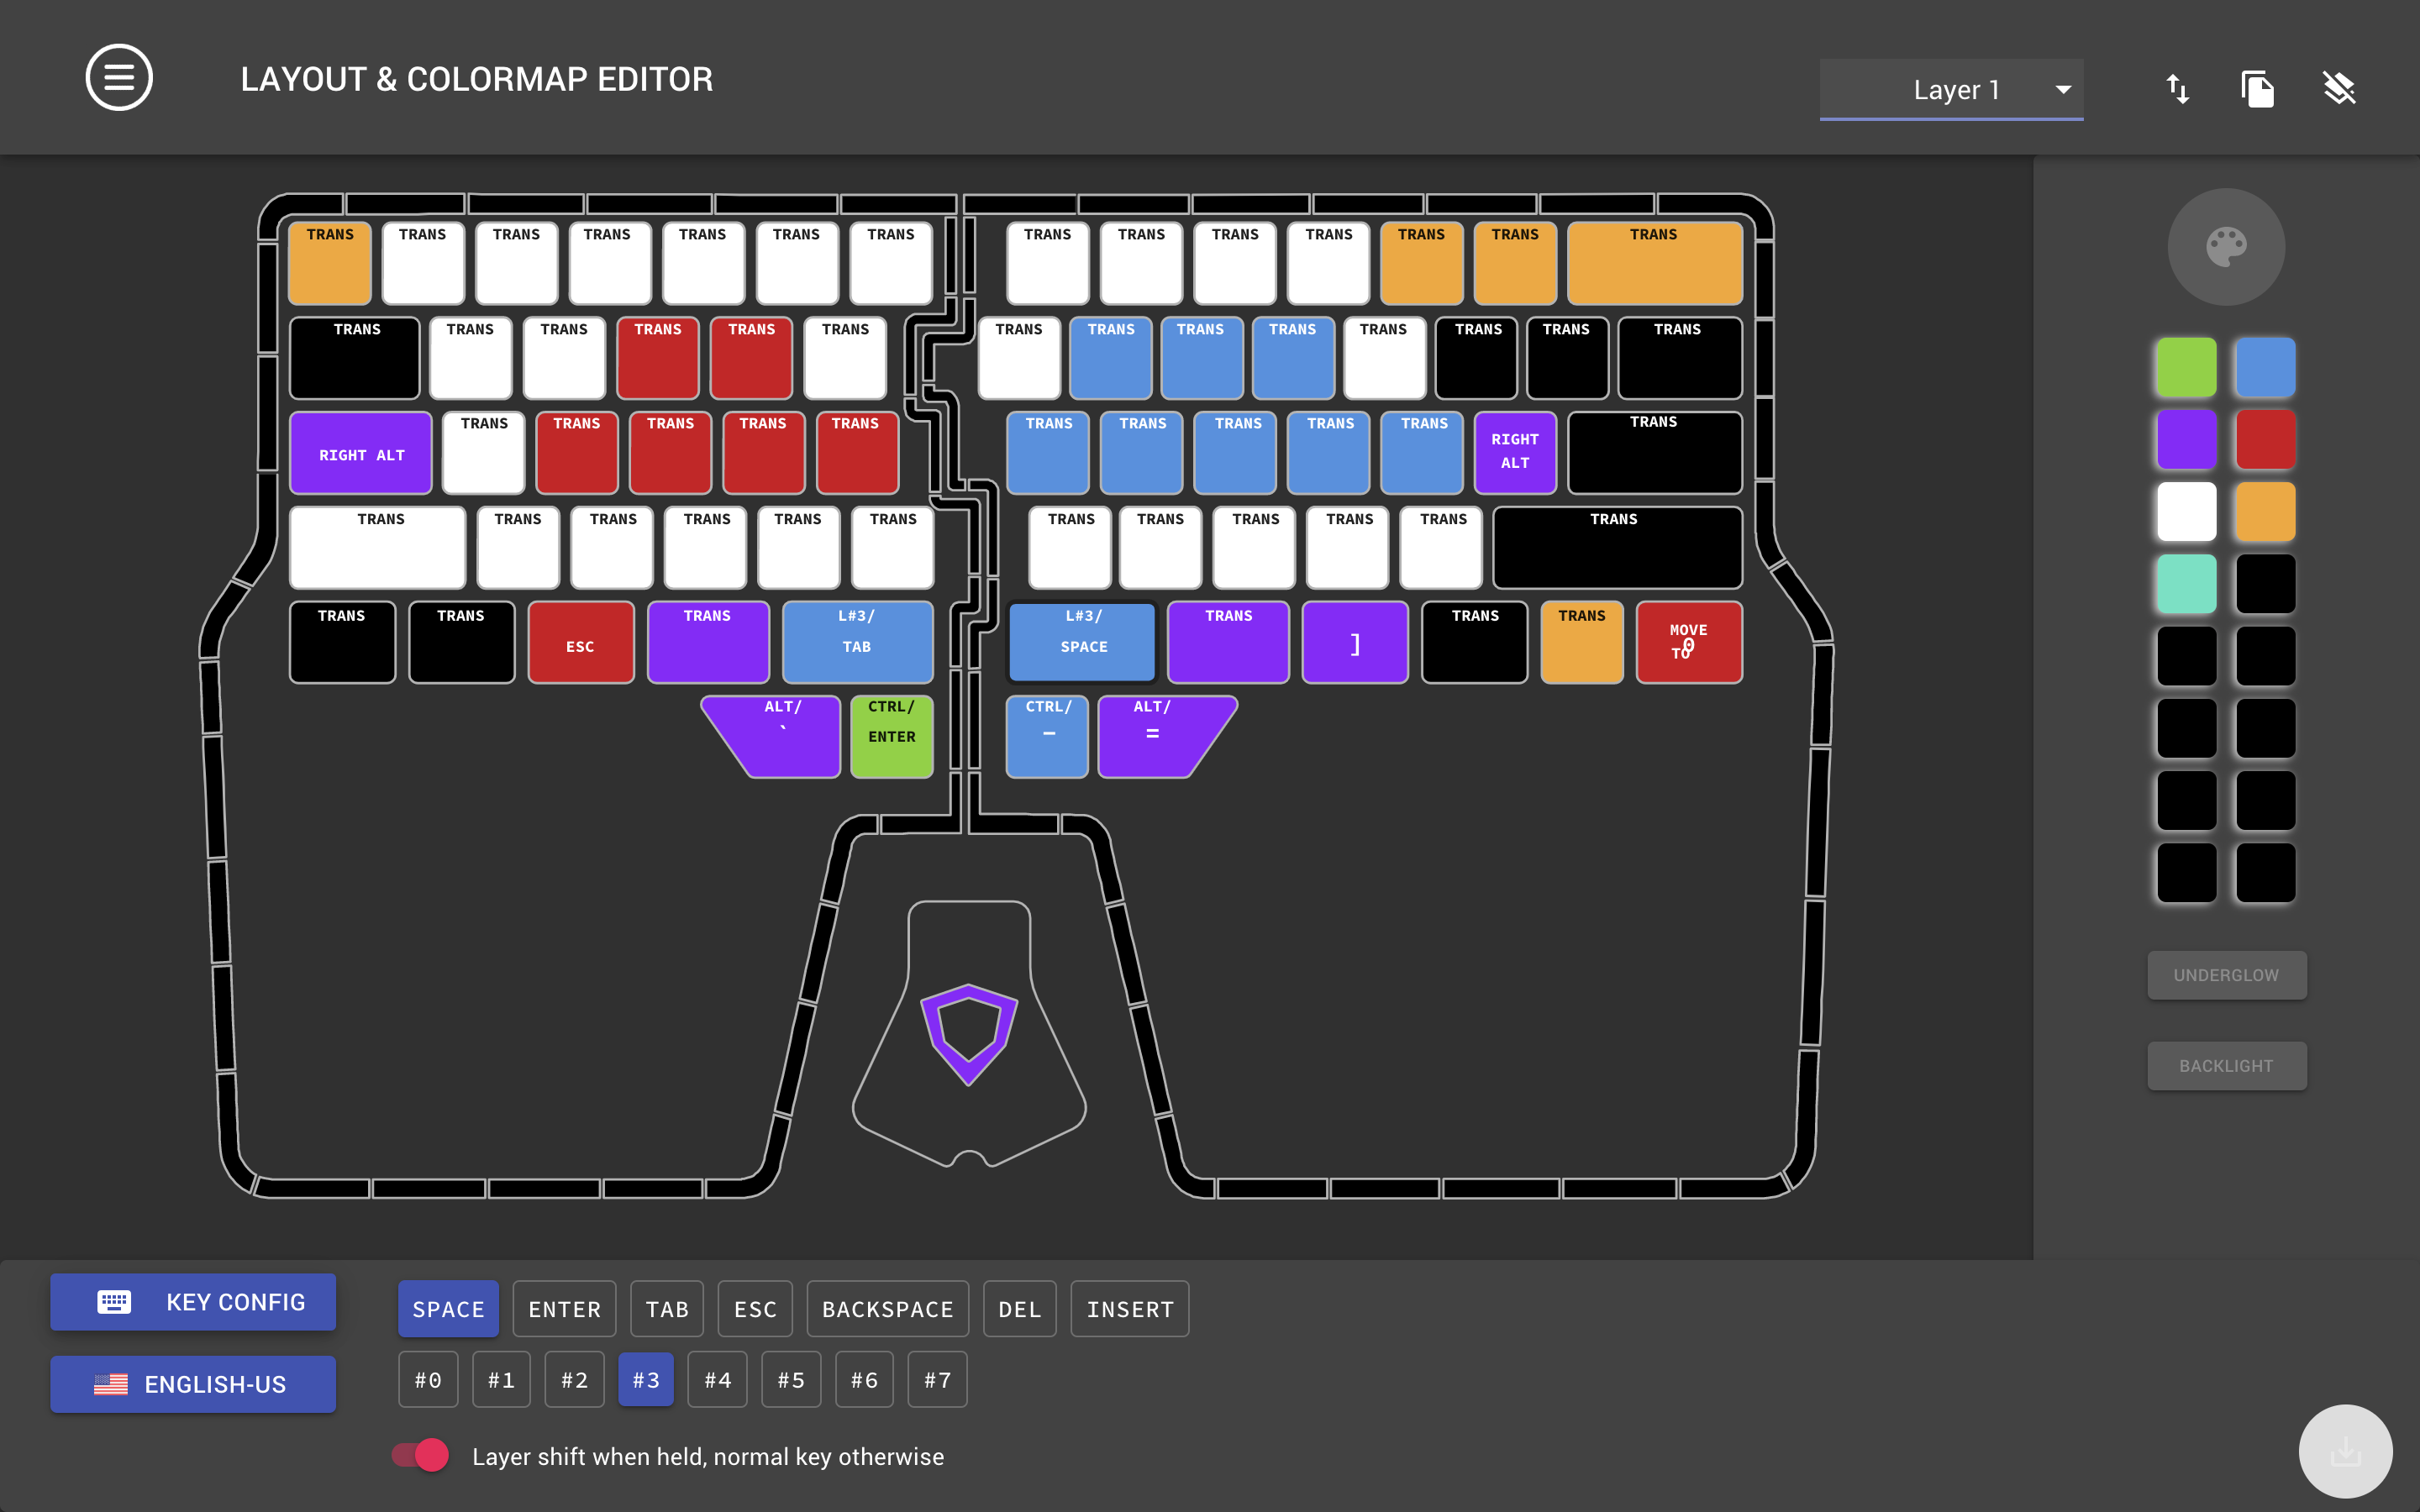 LAYOUT & COLORMAP EDITOR
Layer 1
TRANS TRANS TRANS TRANS TRANS TRANS TRANS TRANS TRANS TRANS TRANS TRANS TRANS TRANS
TRANS TRANS TRANS TRANS TRANS TRANS TRANS TRANS TRANS TRANS TRANS TRANS TRANS TRANS
RIGHT ALT TRANS TRANS TRANS TRANS TRANS TRANS TRANS TRANS TRANS TRANS RIGHT ALT TRANS
TRANS TRANS TRANS TRANS TRANS TRANS TRANS TRANS TRANS TRANS TRANS TRANS
TRANS TRANS ESC TRANS L#3/ TAB L#3/ SPACE TRANS ] TRANS TRANS MOVE TO 0
ALT/ ` CTRL/ ENTER CTRL/ − ALT/ =
UNDERGLOW
BACKLIGHT
KEY CONFIG
ENGLISH-US
SPACE ENTER TAB ESC BACKSPACE DEL INSERT
#0 #1 #2 #3 #4 #5 #6 #7
Layer shift when held, normal key otherwise